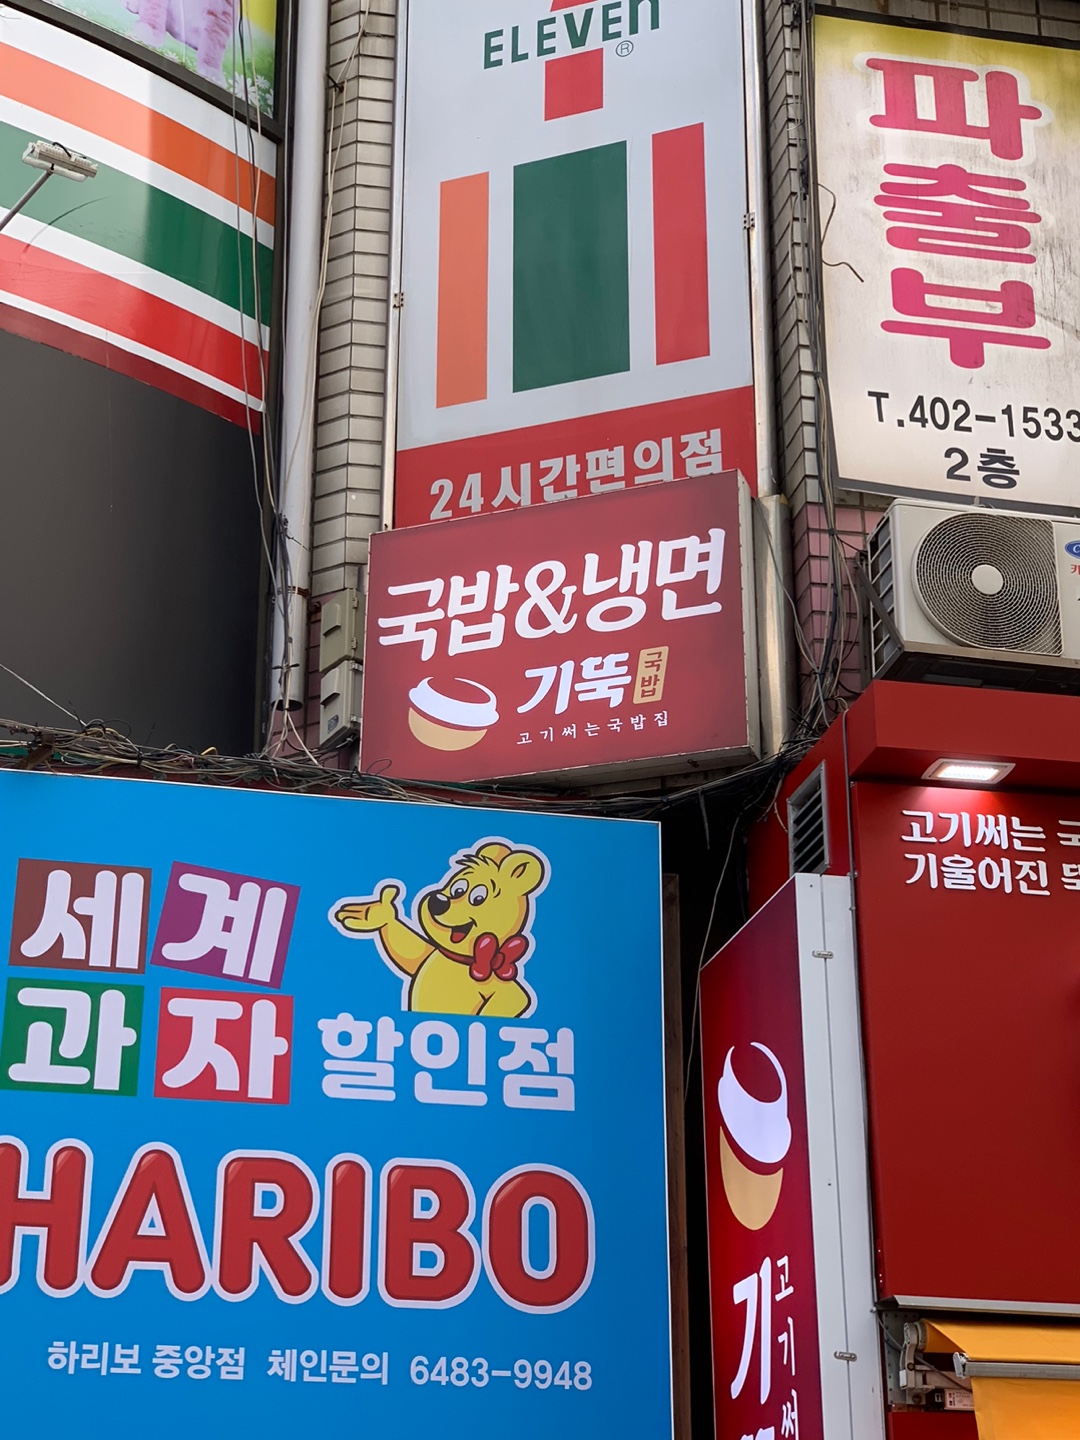 ELEVEN
®
24시간편의점
파출부
T.402-1533
2층
국밥&냉면
기뚝
국밥
고기써는국밥집
고기써는
기울어진
세계
과자 할인점
HARIBO
하리보 중앙점 체인문의 6483-9948
기
고기써